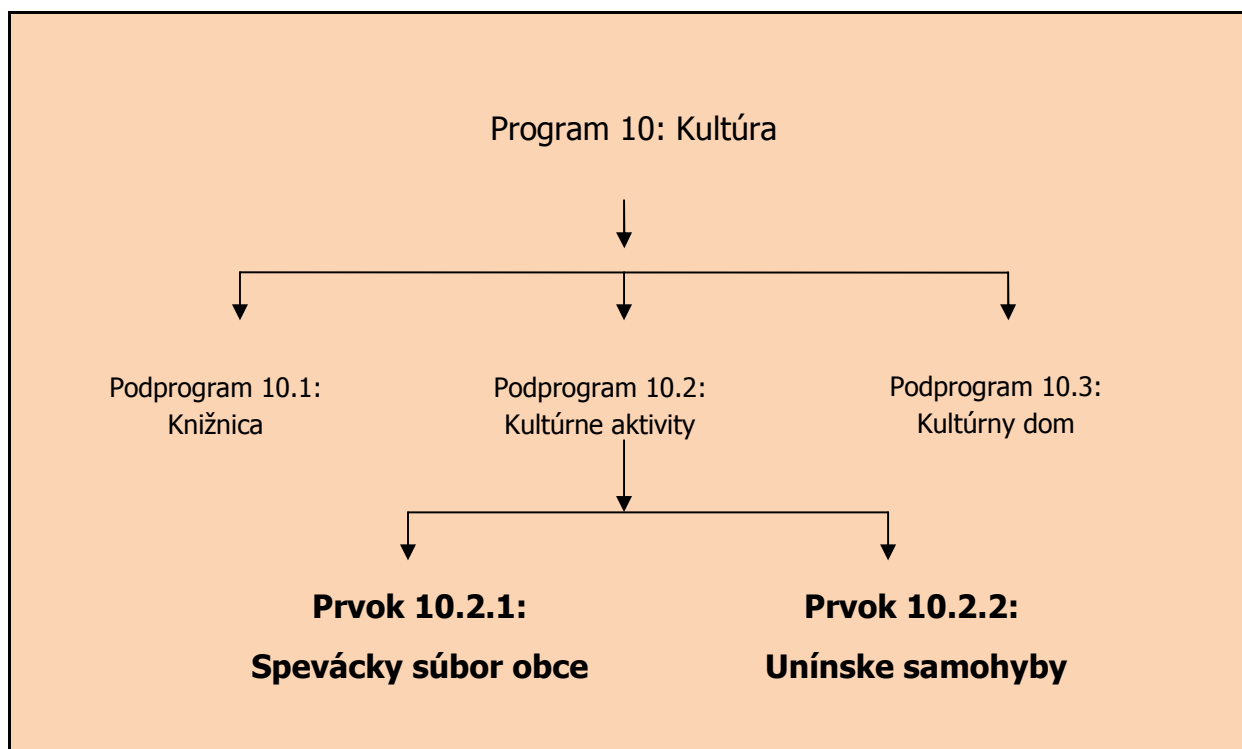 Program 10: Kultúra
Podprogram 10.1:
Knižnica
Podprogram 10.2:
Kultúrne aktivity
Podprogram 10.3:
Kultúrny dom
Prvok 10.2.1:
Spevácky súbor obce
Prvok 10.2.2:
Unínske samohyby